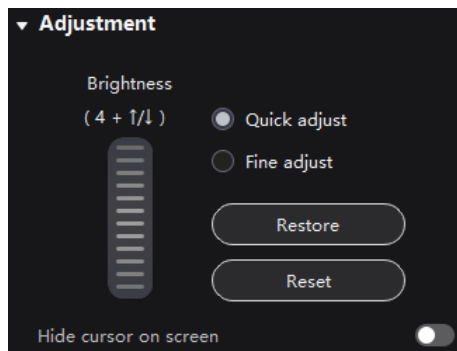 Adjustment
Brightness
( 4 + ↑/↓ )
Quick adjust
Fine adjust
Restore
Reset
Hide cursor on screen